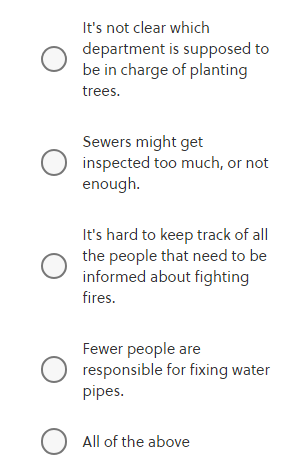 It's not clear which
department is supposed to
be in charge of planting
trees.
Sewers might get
inspected too much, or not
enough.
It's hard to keep track of all
the people that need to be
informed about fighting
fires.
Fewer people are
responsible for fixing water
pipes.
All of the above